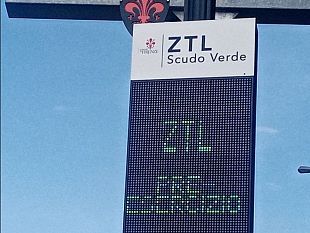 ZTL
Scudo Verde
ZTL
PRE-
ESERCIZIO